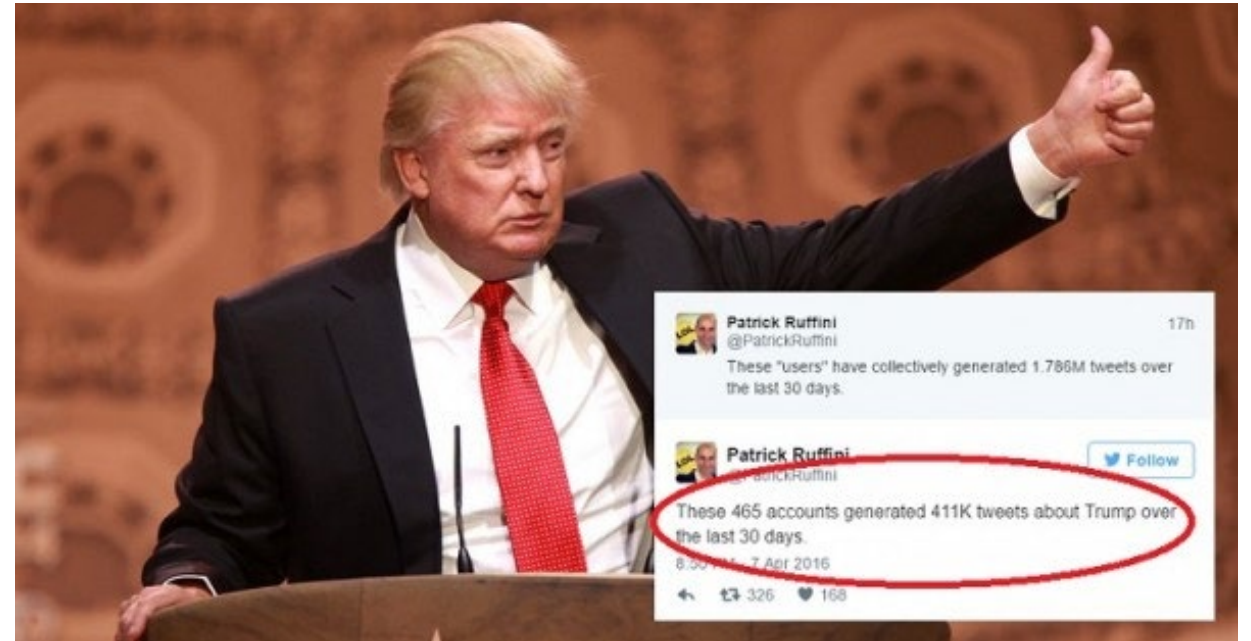 Patrick Ruffini 17h
@PatrickRuffini
These "users" have collectively generated 1.786M tweets over
the last 30 days.
Patrick Ruffini Follow
@PatrickRuffini
These 465 accounts generated 411K tweets about Trump over
the last 30 days.
7 Apr 2016
326 168